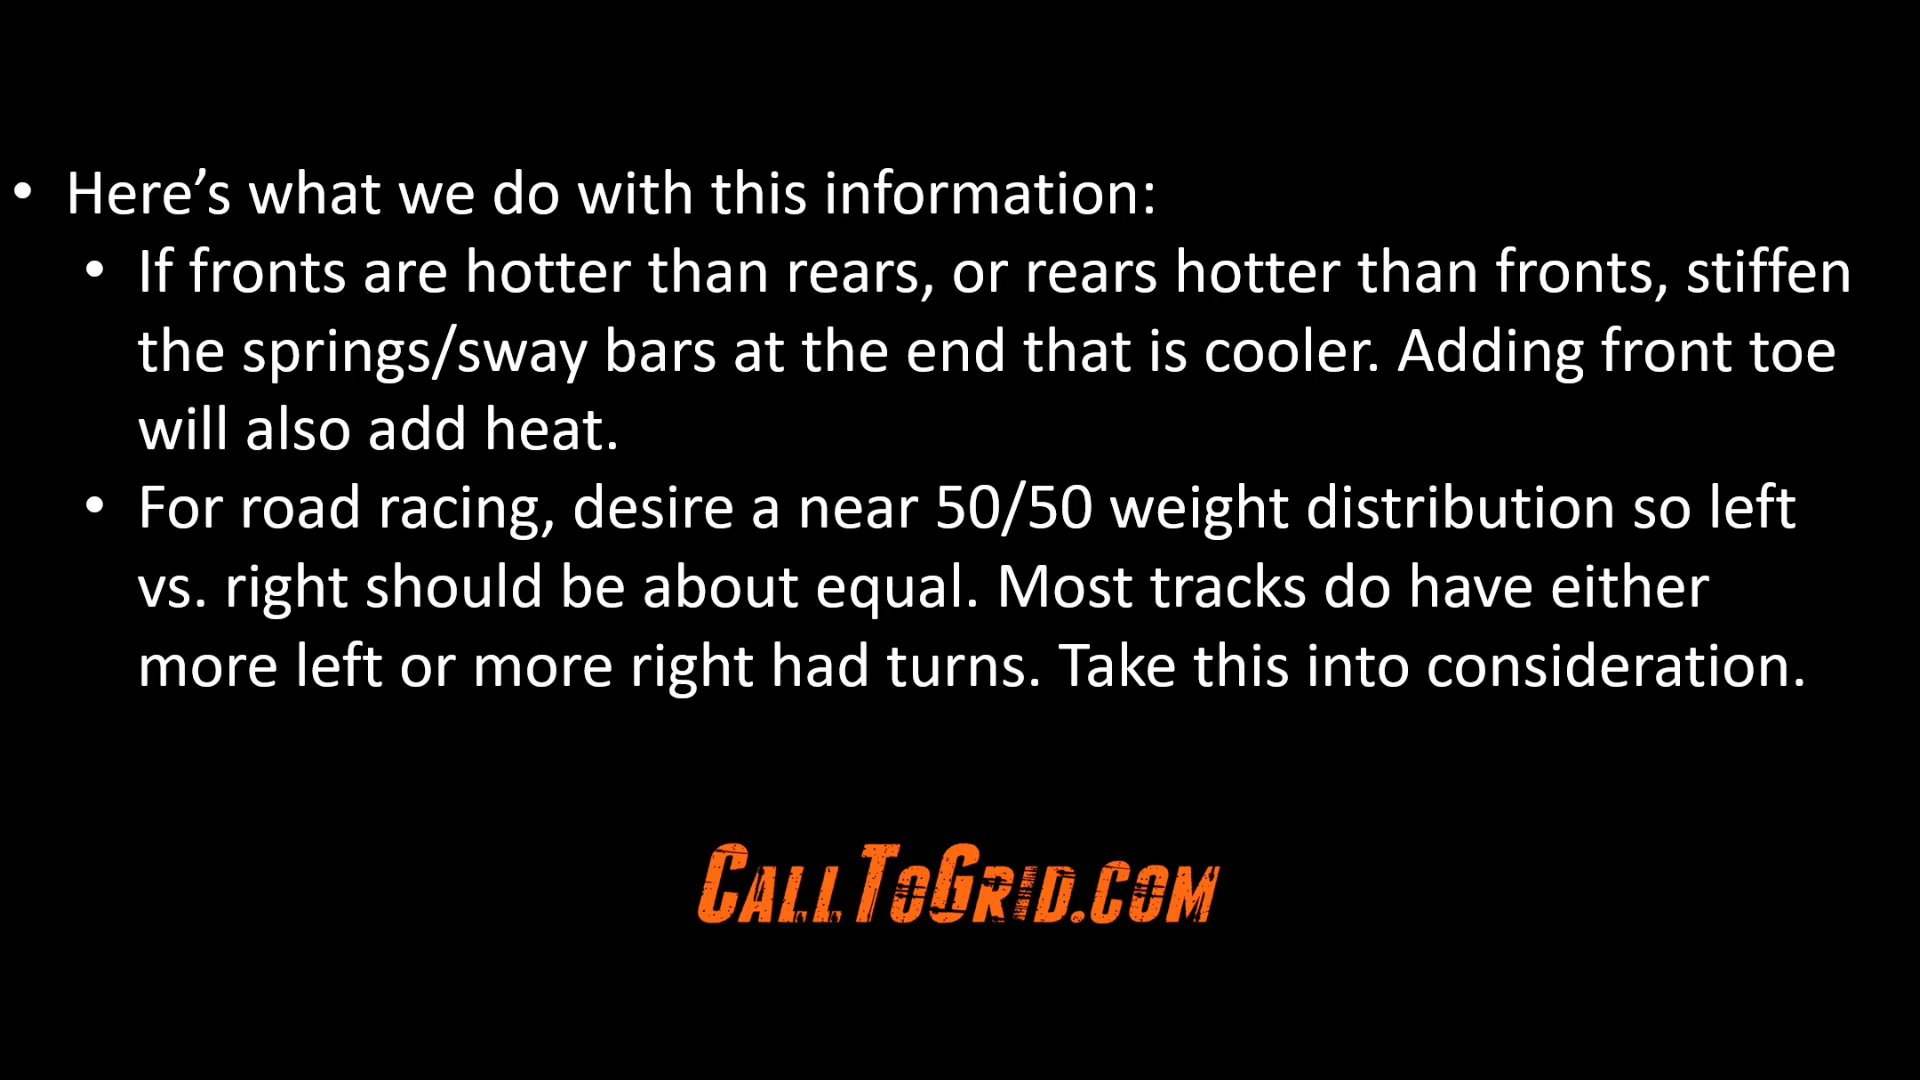 • Here’s what we do with this information:
• If fronts are hotter than rears, or rears hotter than fronts, stiffen
the springs/sway bars at the end that is cooler. Adding front toe
will also add heat.
• For road racing, desire a near 50/50 weight distribution so left
vs. right should be about equal. Most tracks do have either
more left or more right had turns. Take this into consideration.
CallToGrid.com